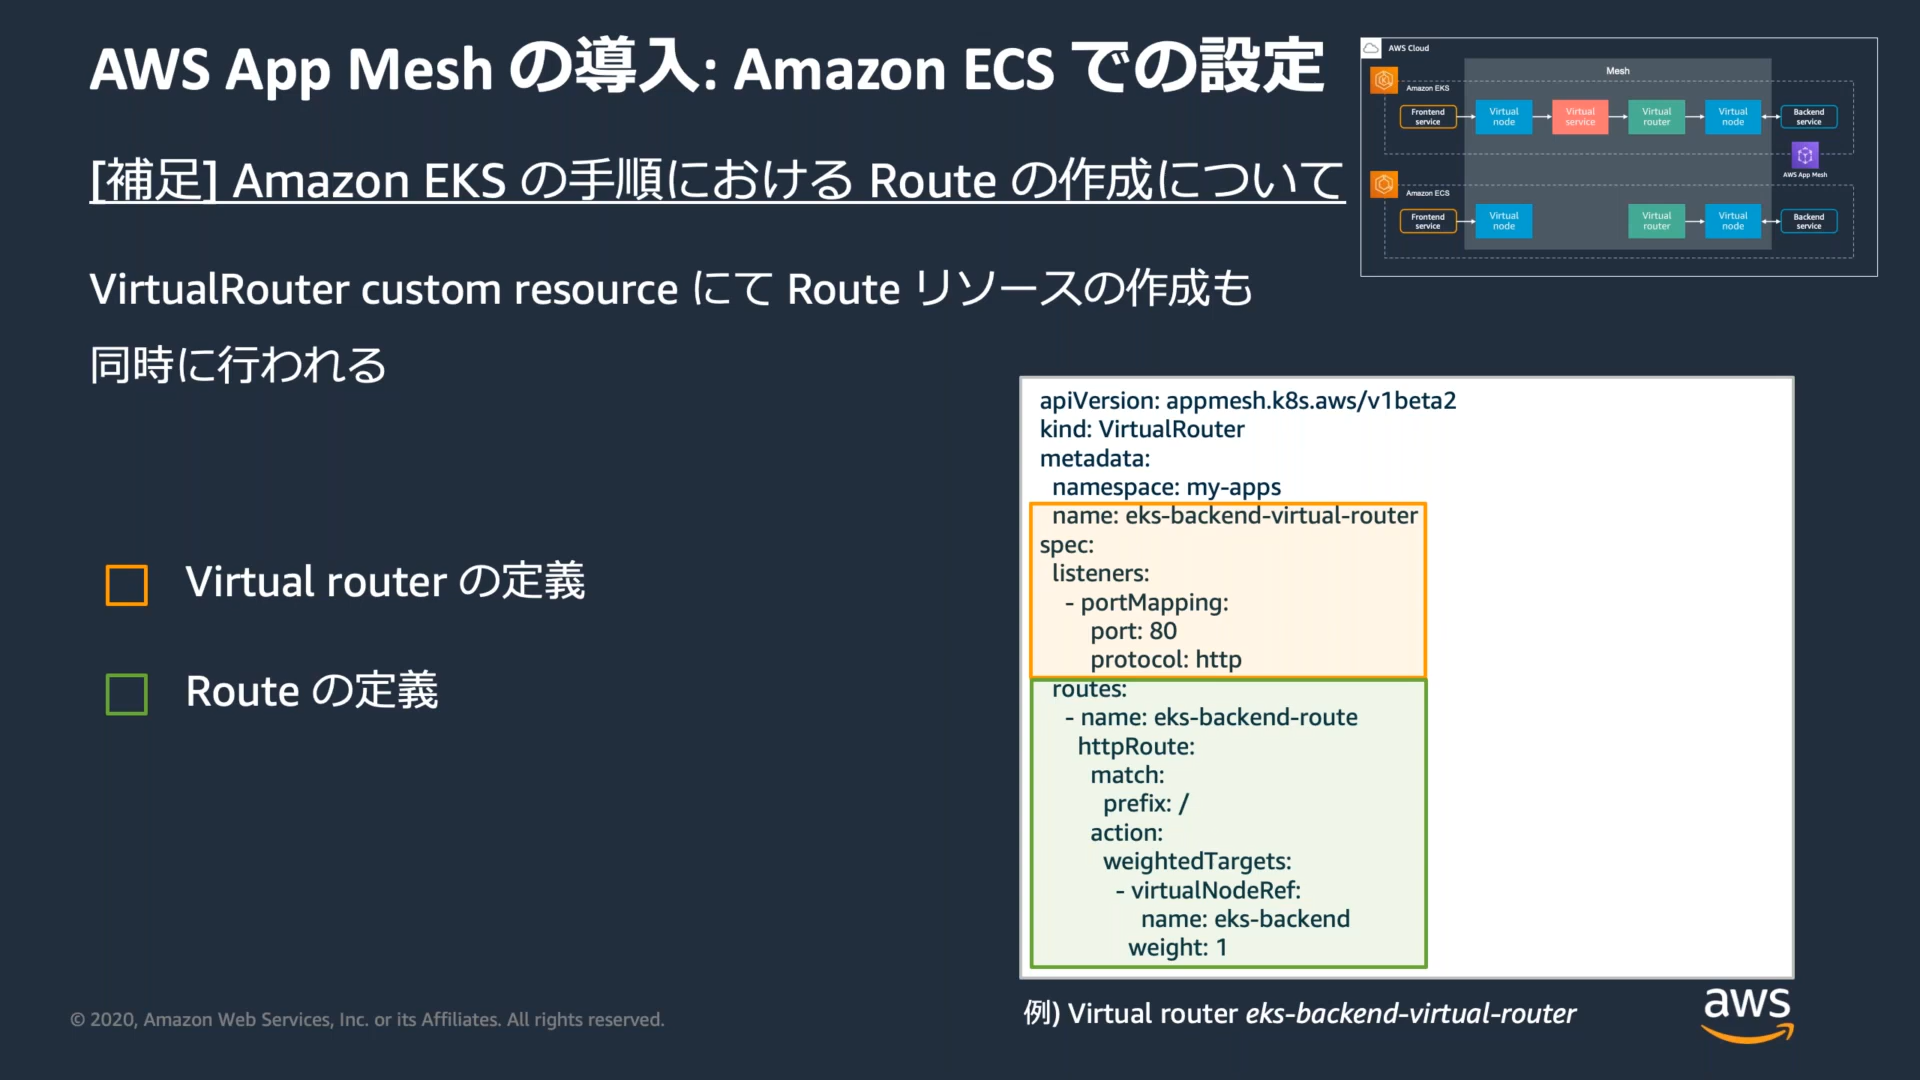 AWS App Mesh の導入: Amazon ECS での設定
[補足] Amazon EKS の手順における Route の作成について
VirtualRouter custom resource にて Route リソースの作成も
同時に行われる
Virtual router の定義
Route の定義
AWS Cloud
Mesh
Amazon EKS
Frontend
service
Virtual
node
Virtual
service
Virtual
router
Virtual
node
Backend
service
AWS App Mesh
Amazon ECS
Frontend
service
Virtual
node
Virtual
router
Virtual
node
Backend
service
apiVersion: appmesh.k8s.aws/v1beta2
kind: VirtualRouter
metadata:
  namespace: my-apps
  name: eks-backend-virtual-router
spec:
  listeners:
    - portMapping:
        port: 80
        protocol: http
  routes:
    - name: eks-backend-route
      httpRoute:
        match:
          prefix: /
        action:
          weightedTargets:
            - virtualNodeRef:
                name: eks-backend
              weight: 1
例) Virtual router eks-backend-virtual-router
© 2020, Amazon Web Services, Inc. or its Affiliates. All rights reserved.
aws